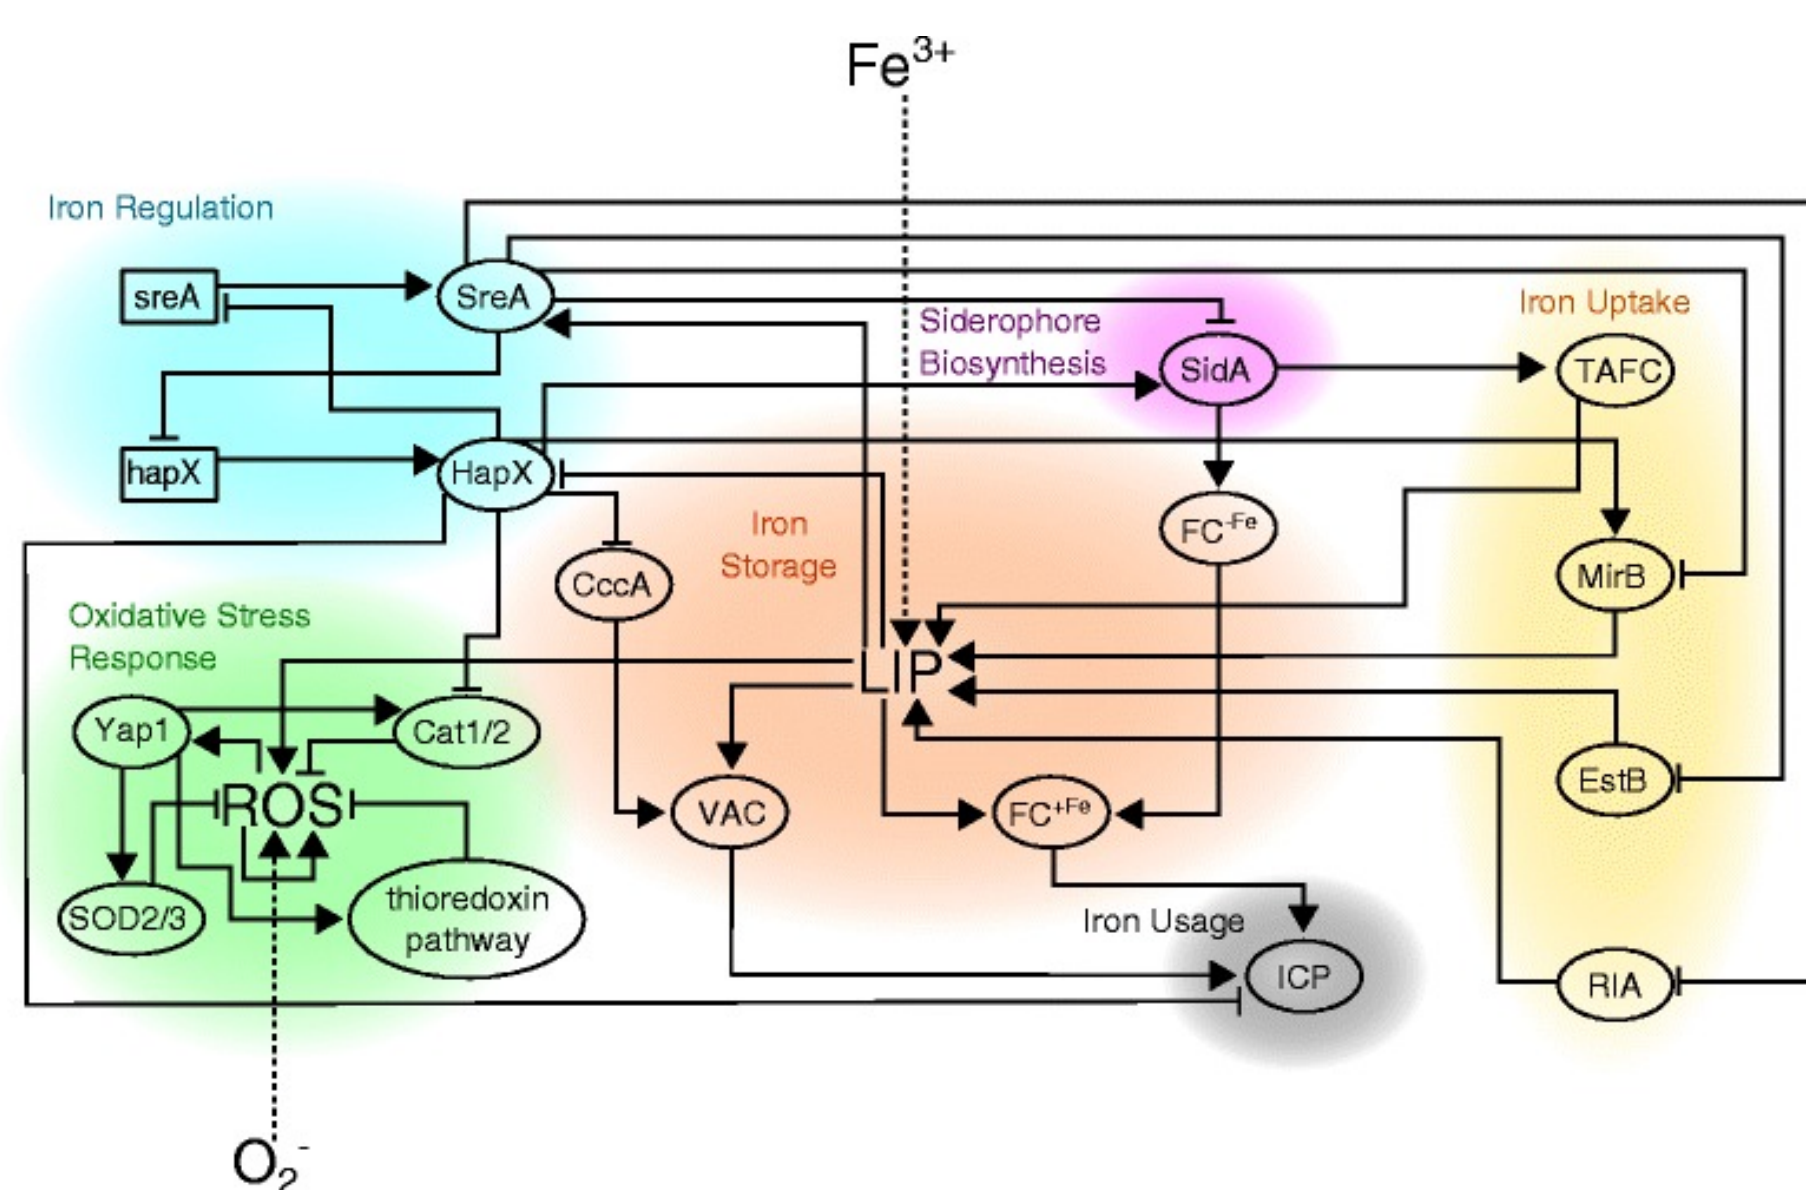 Fe3+
Iron Regulation
sreA
SreA
Siderophore
Biosynthesis
SidA
Iron Uptake
TAFC
hapX
HapX
Iron
Storage
FC-Fe
CccA
MirB
Oxidative Stress
Response
LIP
Yap1
Cat1/2
ROS
VAC
FC+Fe
EstB
SOD2/3
thioredoxin
pathway
Iron Usage
ICP
RIA
O2-